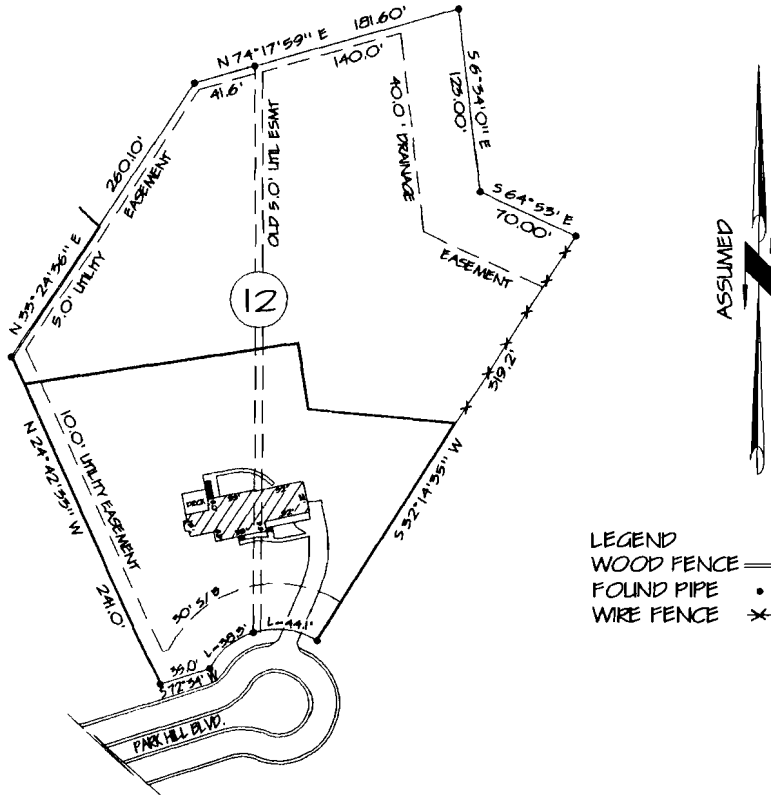 181.60'
N 74°17'59" E
140.0'
41.6'
S 6°34'0" E
125.00'
260.10'
EASEMENT
OLD 5.0' UTIL ESMT
40.0' DRAINAGE
S 64°53' E
70.00'
EASEMENT
N 33°24'36" E
5.0' UTILITY
12
ASSUMED
319.2'
N 24°42'33" W
10.0' UTILITY EASEMENT
241.0'
S 32°14'35" W
DECK
30' S/B
L=38.5'
L=44.1'
35.0'
S 72°34' W
PARK HILL BLVD.
LEGEND
WOOD FENCE
FOUND PIPE
WIRE FENCE